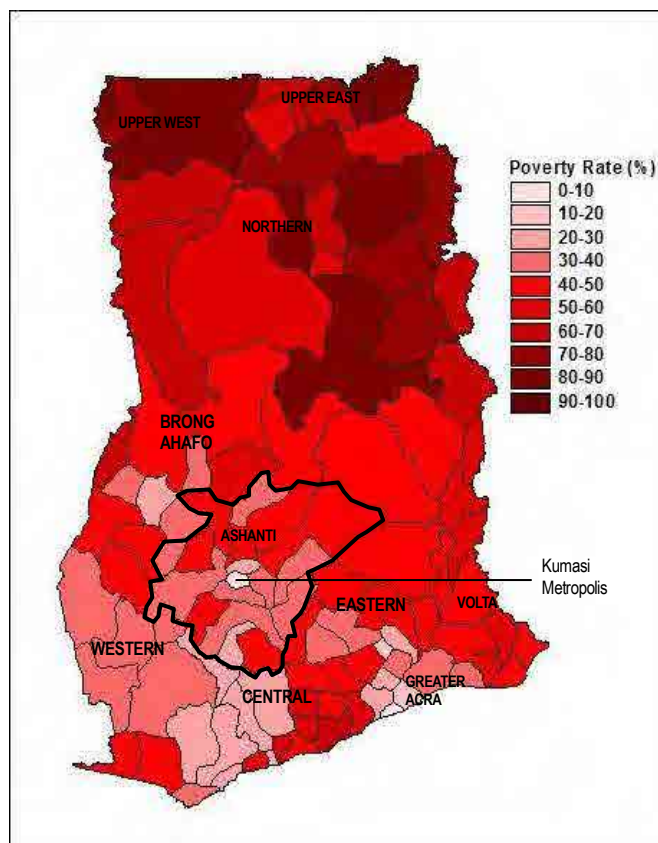 UPPER EAST
UPPER WEST
Poverty Rate (%)
0-10
10-20
20-30
30-40
40-50
50-60
60-70
70-80
80-90
90-100
NORTHERN
BRONG
AHAFO
ASHANTI
Kumasi
Metropolis
EASTERN
VOLTA
WESTERN
CENTRAL
GREATER
ACRA